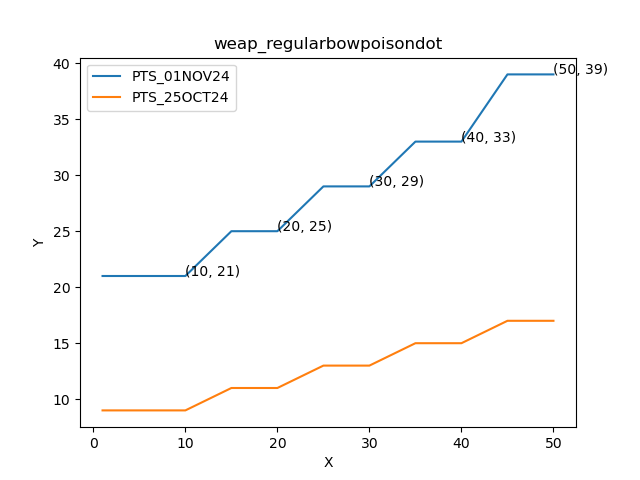 weap_regularbowpoisondot
PTS_01NOV24
PTS_25OCT24
(50, 39)
(40, 33)
(30, 29)
(20, 25)
(10, 21)
40
35
30
25
20
15
10
Y
0 10 20 30 40 50
X